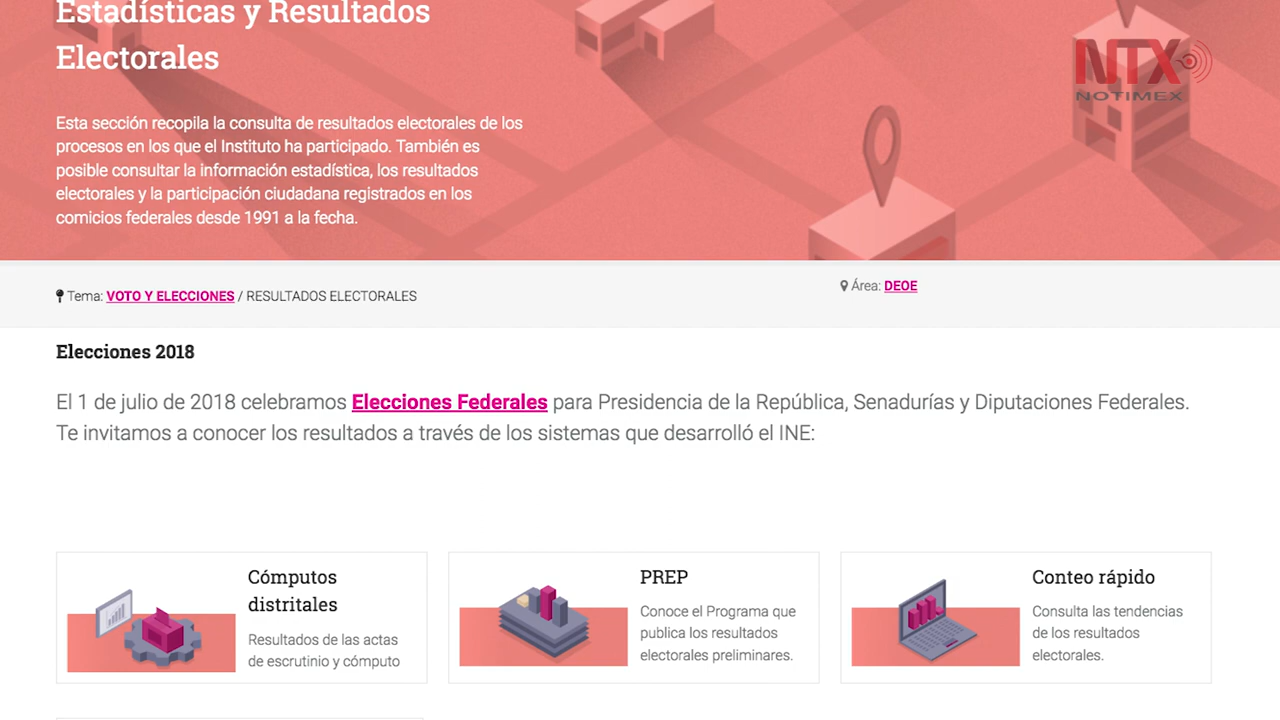 Estadísticas y Resultados
Electorales
NTX
NOTIMEX
Esta sección recopila la consulta de resultados electorales de los
procesos en los que el Instituto ha participado. También es
posible consultar la información estadística, los resultados
electorales y la participación ciudadana registrados en los
comicios federales desde 1991 a la fecha.
Tema: VOTO Y ELECCIONES / RESULTADOS ELECTORALES
Área: DEOE
Elecciones 2018
El 1 de julio de 2018 celebramos Elecciones Federales para Presidencia de la República, Senadurías y Diputaciones Federales.
Te invitamos a conocer los resultados a través de los sistemas que desarrolló el INE:
Cómputos
distritales
Resultados de las actas
de escrutinio y cómputo
PREP
Conoce el Programa que
publica los resultados
electorales preliminares.
Conteo rápido
Consulta las tendencias
de los resultados
electorales.